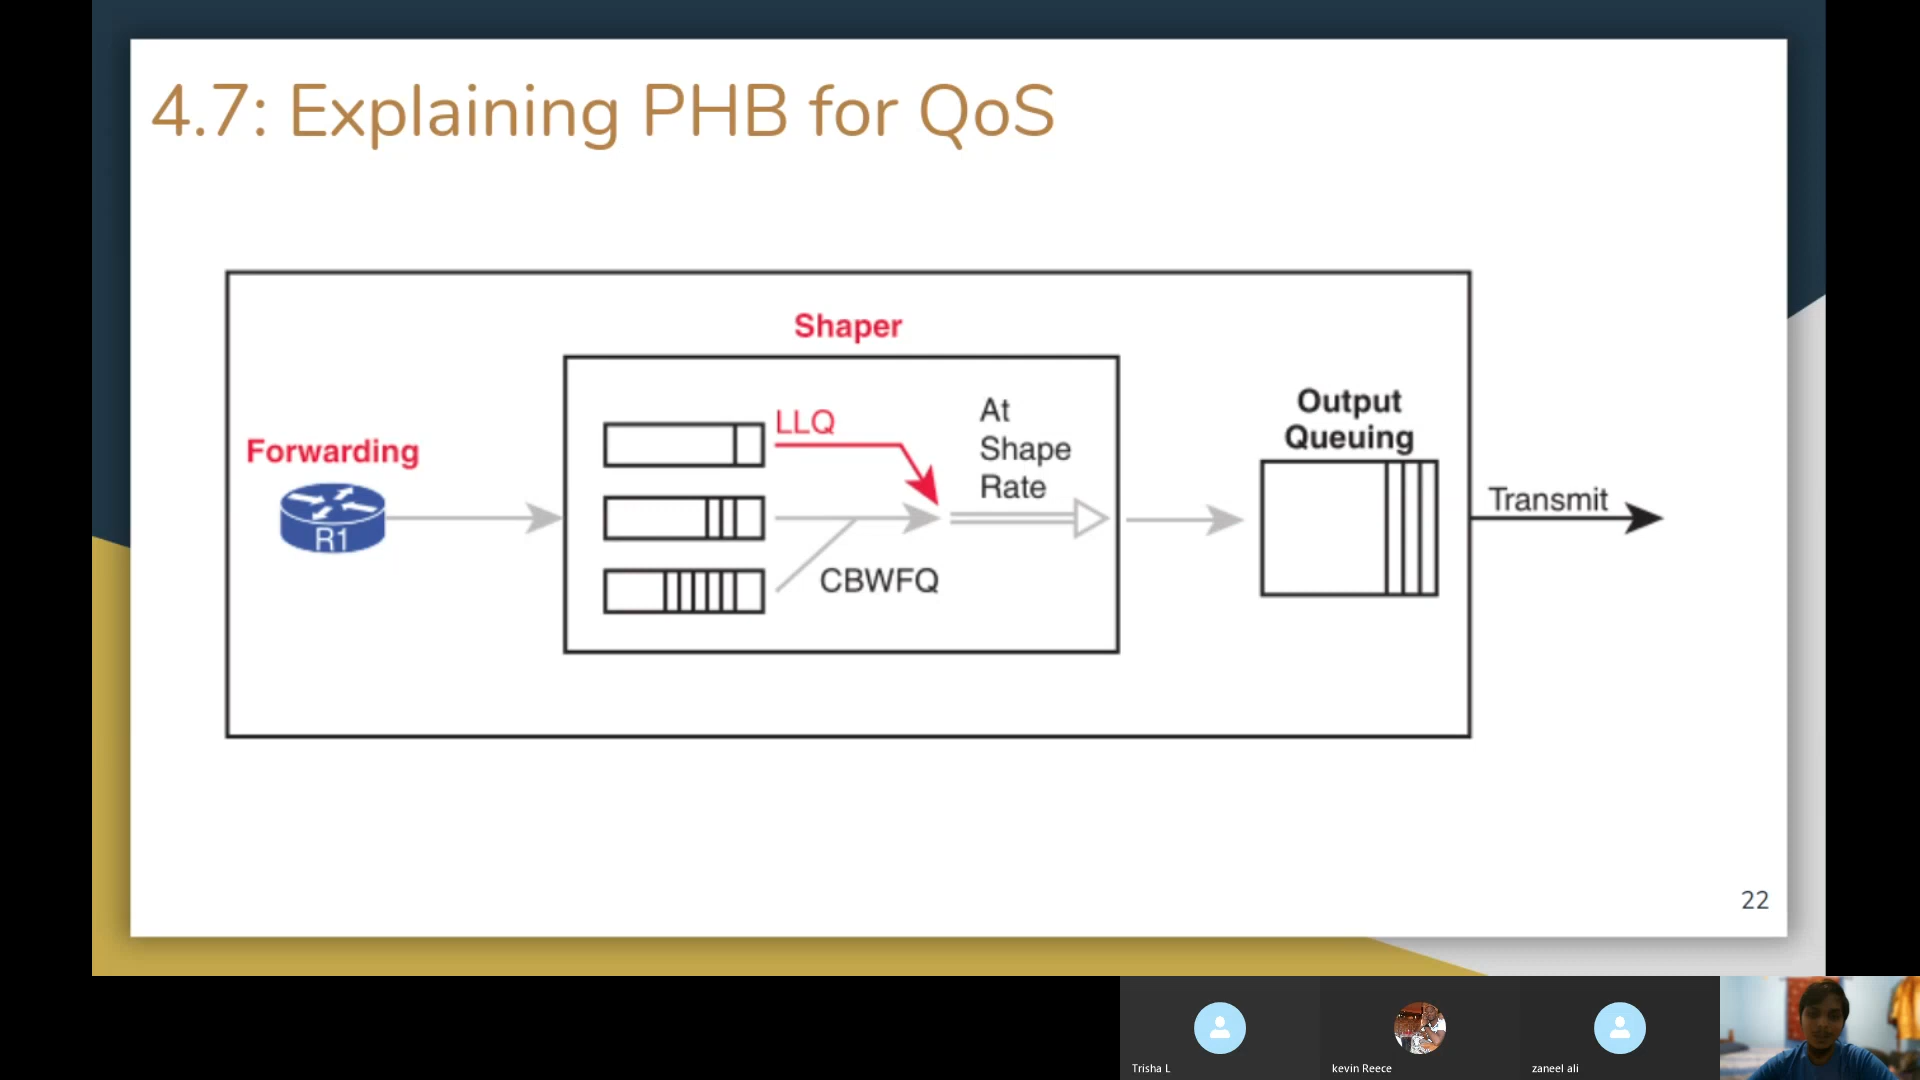 4.7: Explaining PHB for QoS
Shaper
Forwarding
R1
LLQ
CBWFQ
At
Shape
Rate
Output
Queuing
Transmit
22
Trisha L
kevin Reece
zaneel ali